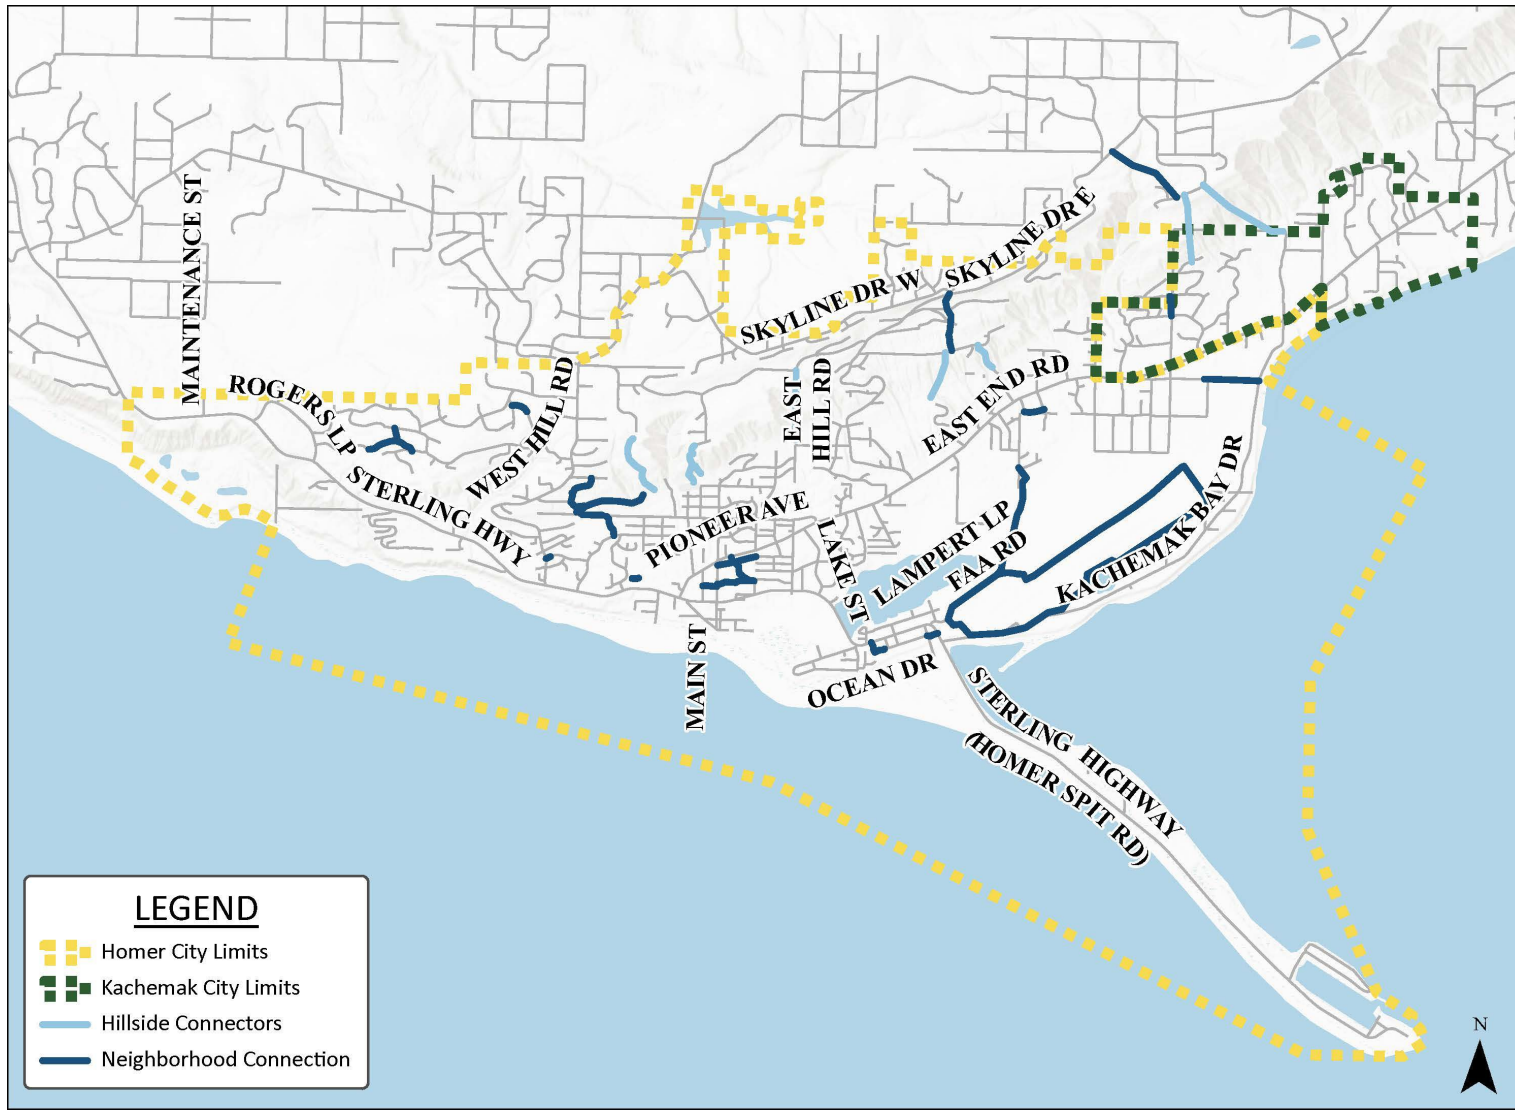 MAINTENANCE ST
ROGERS LP
STERLING HWY
WEST HILL RD
SKYLINE DR W
SKYLINE DR E
EAST
HILL RD
EAST END RD
PIONEER AVE
LAKE ST
LAMPERT LP
FAA RD
KACHEMAK BAY DR
MAIN ST
OCEAN DR
STERLING HIGHWAY
(HOMER SPIT RD)
LEGEND
Homer City Limits
Kachemak City Limits
Hillside Connectors
Neighborhood Connection
N